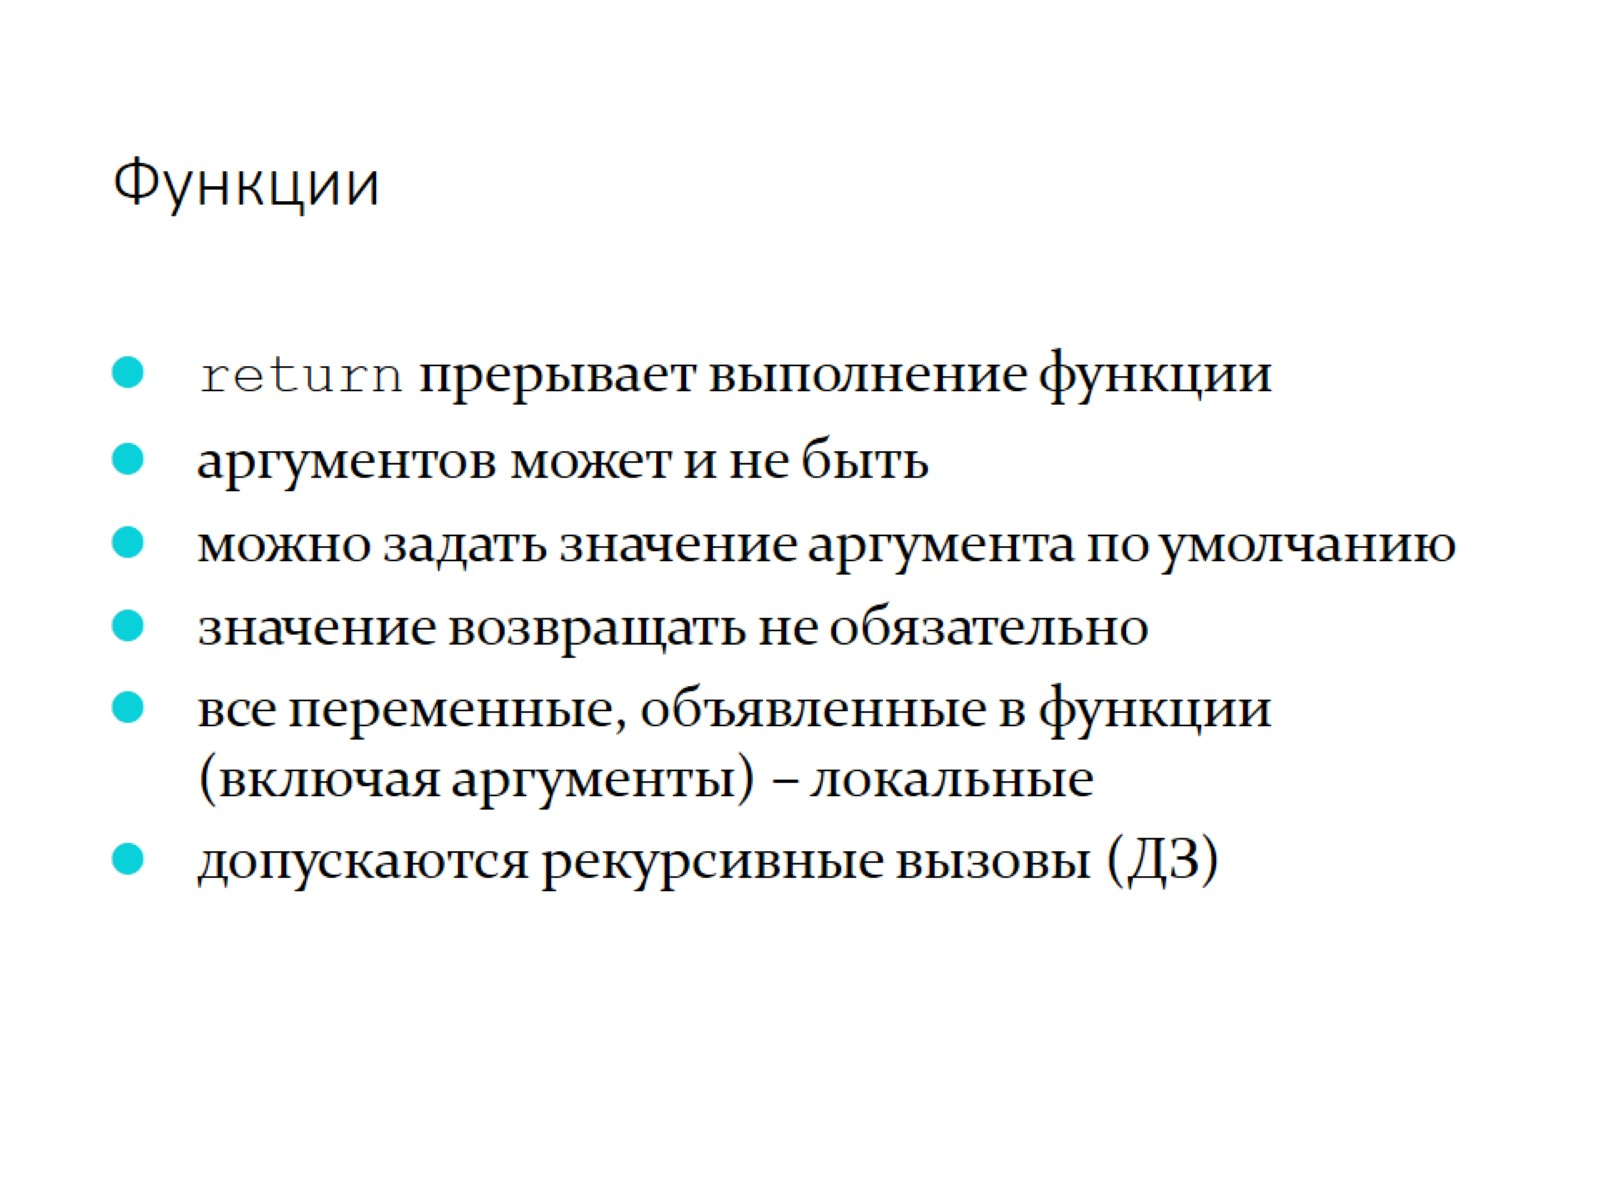 Функции
return прерывает выполнение функции
аргументов может и не быть
можно задать значение аргумента по умолчанию
значение возвращать не обязательно
все переменные, объявленные в функции
(включая аргументы) – локальные
допускаются рекурсивные вызовы (ДЗ)